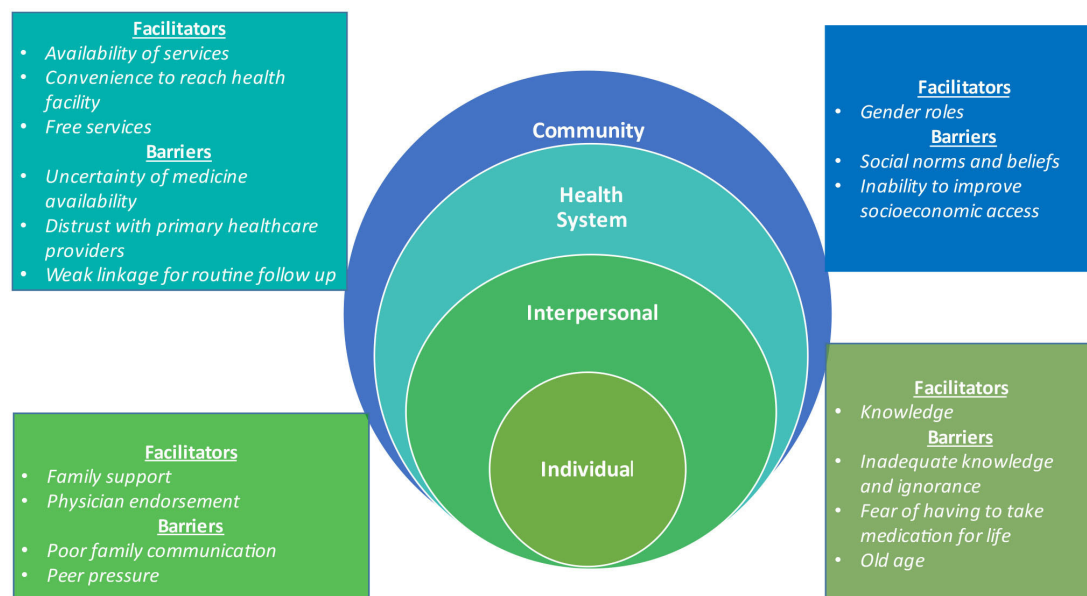 Facilitators
• Availability of services
• Convenience to reach health
facility
• Free services
Barriers
• Uncertainty of medicine
availability
• Distrust with primary healthcare
providers
• Weak linkage for routine follow up
Community
Health
System
Interpersonal
Individual
Facilitators
• Gender roles
Barriers
• Social norms and beliefs
• Inability to improve
socioeconomic access
Facilitators
• Family support
• Physician endorsement
Barriers
• Poor family communication
• Peer pressure
Facilitators
• Knowledge
Barriers
• Inadequate knowledge
and ignorance
• Fear of having to take
medication for life
• Old age